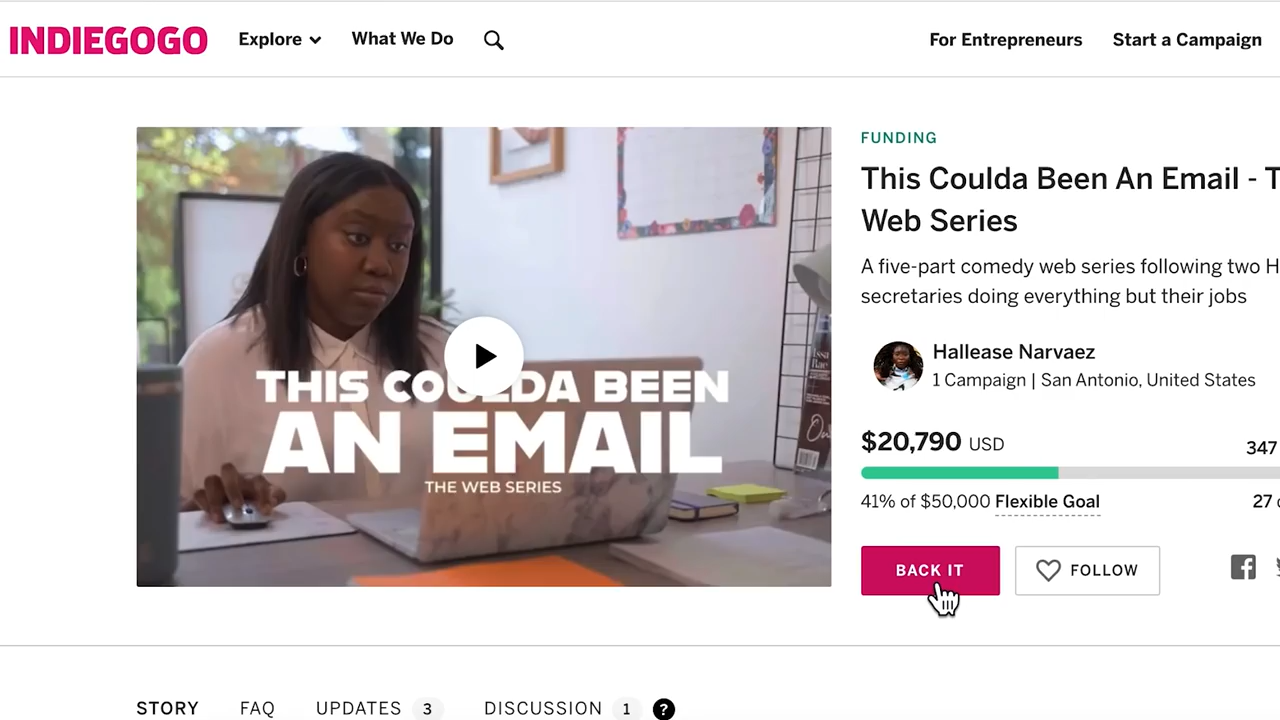 INDIEGOGO
Explore
What We Do
For Entrepreneurs
Start a Campaign
FUNDING
This Coulda Been An Email - T
Web Series
A five-part comedy web series following two H
secretaries doing everything but their jobs
Hallease Narvaez
1 Campaign | San Antonio, United States
$20,790 USD
347
41% of $50,000 Flexible Goal
27
BACK IT
FOLLOW
THIS COULDA BEEN
AN EMAIL
THE WEB SERIES
Issa
Rae
STORY
FAQ
UPDATES 3
DISCUSSION 1
?